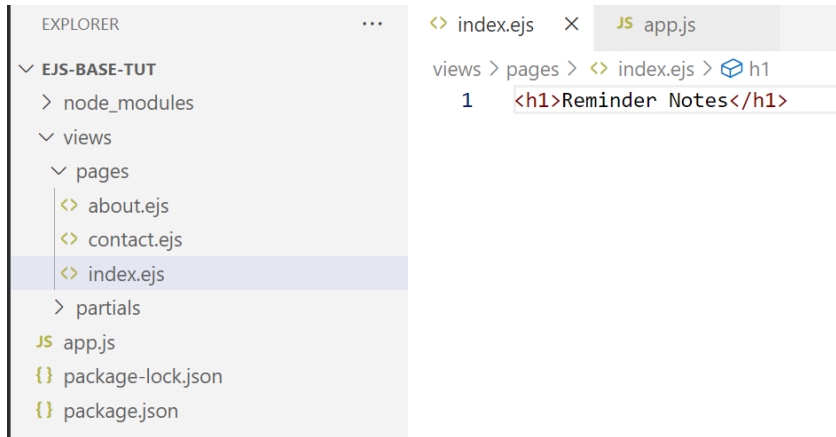 EXPLORER ...
EJS-BASE-TUT
node_modules
views
pages
about.ejs
contact.ejs
index.ejs
partials
JS app.js
{} package-lock.json
{} package.json
<> index.ejs × JS app.js
views > pages > <> index.ejs > h1
1 <h1>Reminder Notes</h1>